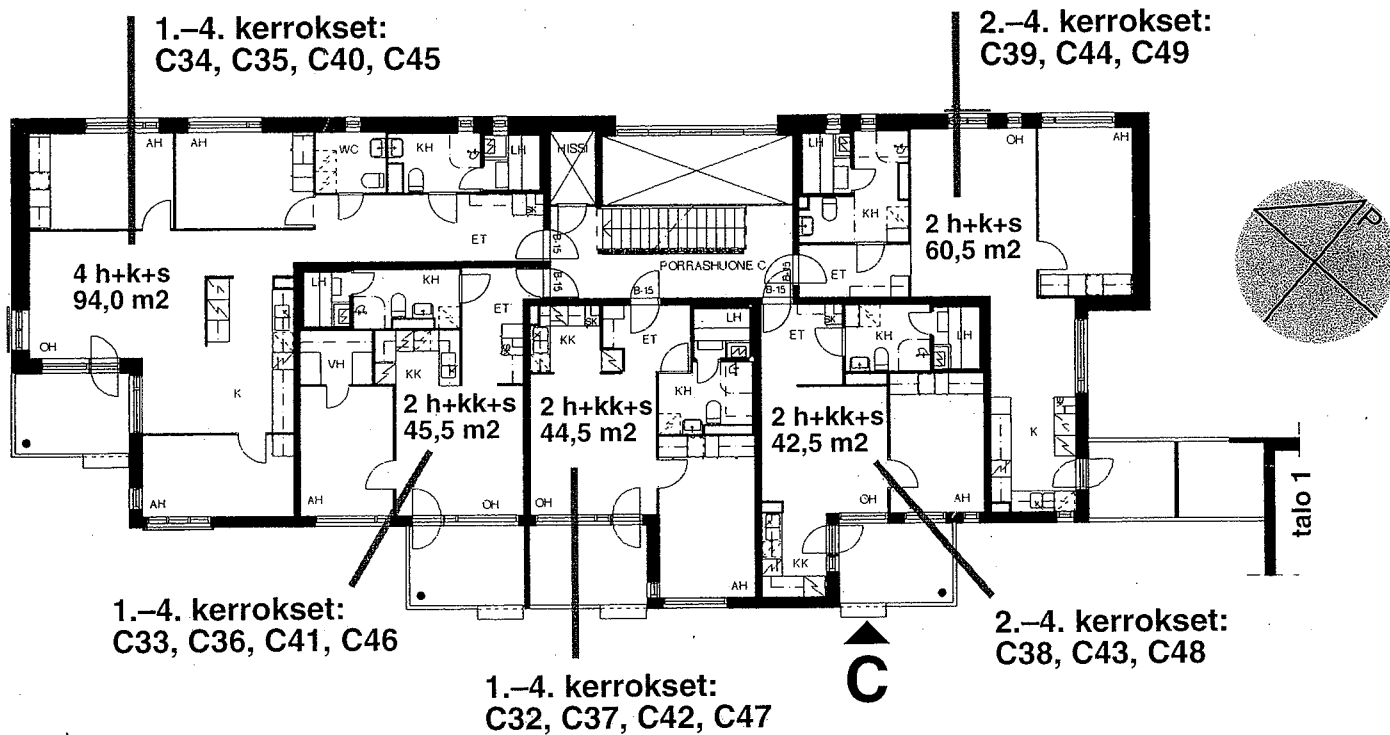 1.–4. kerrokset:
C34, C35, C40, C45
2.–4. kerrokset:
C39, C44, C49
AH
AH
WC
KH
LH
HISSI
LH
OH
AH
KH
ET
B-15
PORRASHUONE C
ET
2 h+k+s
60,5 m2
P
4 h+k+s
94,0 m2
LH
KH
ET
B-15
B-15
B-15
OH
VH
KK
K
SK
KK
SK
ET
LH
KH
ET
SK
KH
LH
2 h+kk+s
45,5 m2
2 h+kk+s
44,5 m2
2 h+kk+s
42,5 m2
K
AH
AH
OH
OH
AH
KK
OH
AH
talo 1
1.–4. kerrokset:
C33, C36, C41, C46
1.–4. kerrokset:
C32, C37, C42, C47
C
2.–4. kerrokset:
C38, C43, C48